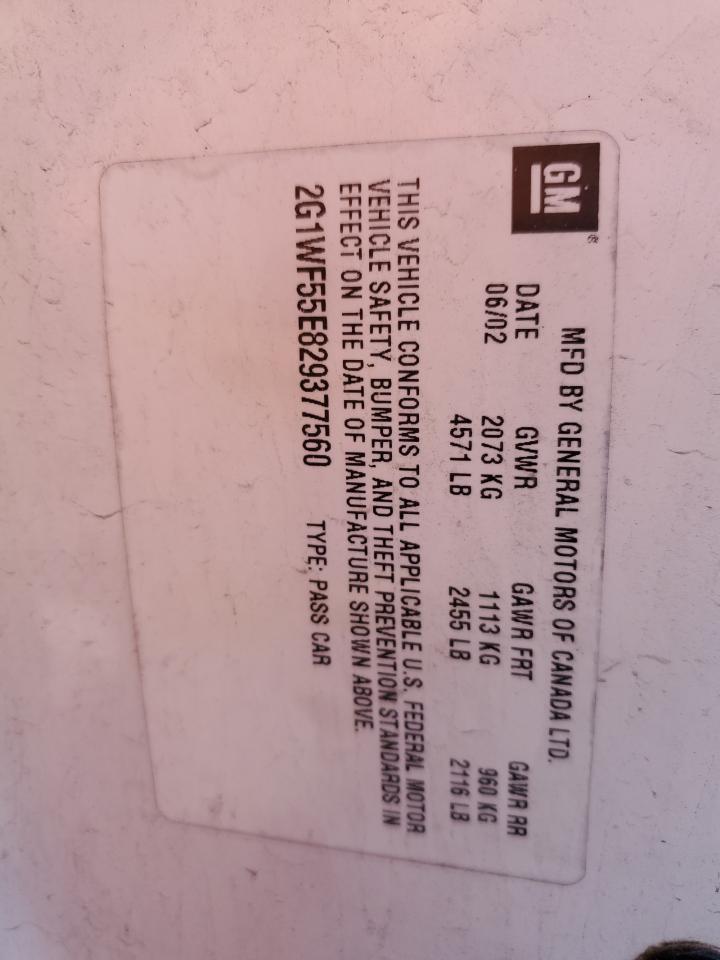 GM®
MFD BY GENERAL MOTORS OF CANADA LTD.
DATE GVWR GAWR FRT GAWR RR
06/02 2073 KG 1113 KG 960 KG
4571 LB 2455 LB 2116 LB
THIS VEHICLE CONFORMS TO ALL APPLICABLE U.S. FEDERAL MOTOR
VEHICLE SAFETY, BUMPER, AND THEFT PREVENTION STANDARDS IN
EFFECT ON THE DATE OF MANUFACTURE SHOWN ABOVE.
2G1WF55E829377560 TYPE: PASS CAR